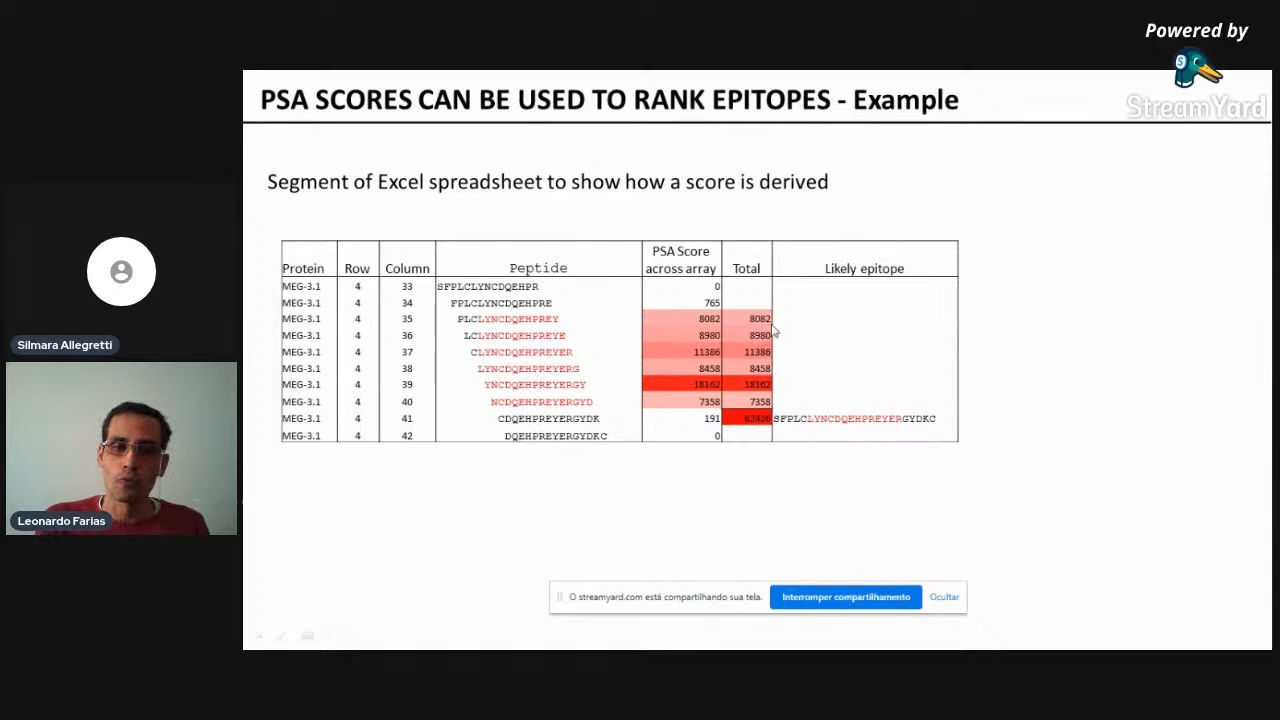 Powered by
StreamYard
PSA SCORES CAN BE USED TO RANK EPITOPES - Example
Segment of Excel spreadsheet to show how a score is derived
Protein Row Column Peptide PSA Score across array Total Likely epitope
MEG-3.1 4 33 SFPLCLYNCDQEHPR 0
MEG-3.1 4 34 FPLCLYNCDQEHPRE 765
MEG-3.1 4 35 PLCLYNCDQEHPREY 8082 8082
MEG-3.1 4 36 LCLYNCDQEHPREYE 8980 8980
MEG-3.1 4 37 CLYNCDQEHPREYER 11386 11386
MEG-3.1 4 38 LYNCDQEHPREYERG 8458 8458
MEG-3.1 4 39 YNCDQEHPREYERGY 18162 18162
MEG-3.1 4 40 NCDQEHPREYERGYD 7358 7358
MEG-3.1 4 41 CDQEHPREYERGYDK 191 62426 SFPLCLYNCDQEHPREYERGYDKC
MEG-3.1 4 42 DQEHPREYERGYDKC 0
Silmara Allegretti
Leonardo Farias
O streamyard.com está compartilhando sua tela.
Interromper compartilhamento
Ocultar